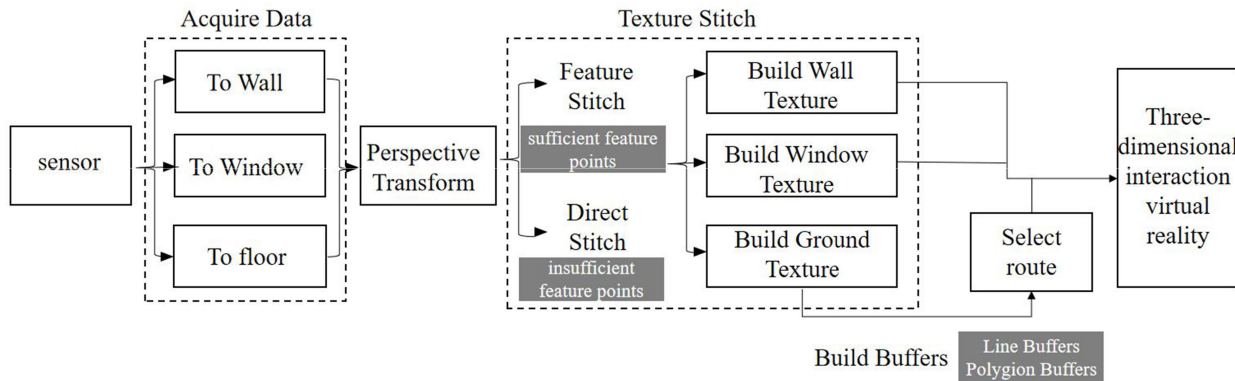 Acquire Data
Texture Stitch
sensor
To Wall
To Window
To floor
Perspective
Transform
Feature
Stitch
sufficient feature
points
Direct
Stitch
insufficient
feature points
Build Wall
Texture
Build Window
Texture
Build Ground
Texture
Select
route
Three-
dimensional
interaction
virtual
reality
Build Buffers
Line Buffers
Polygion Buffers